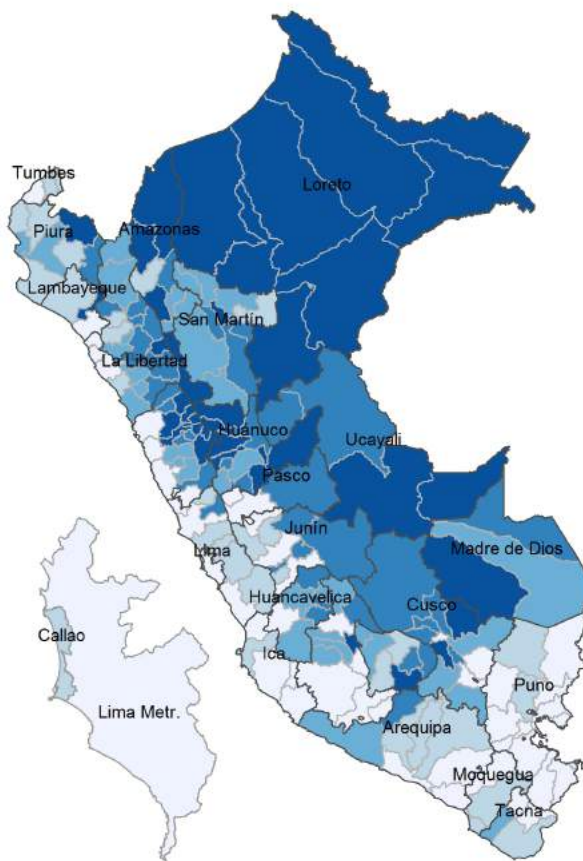 Tumbes
Loreto
Piura
Amazonas
Lambayeque
San Martín
La Libertad
Huánuco
Ucayali
Pasco
Junín
Lima
Madre de Dios
Huancavelica
Cusco
Callao
Ica
Puno
Lima Metr.
Arequipa
Moquegua
Tacna